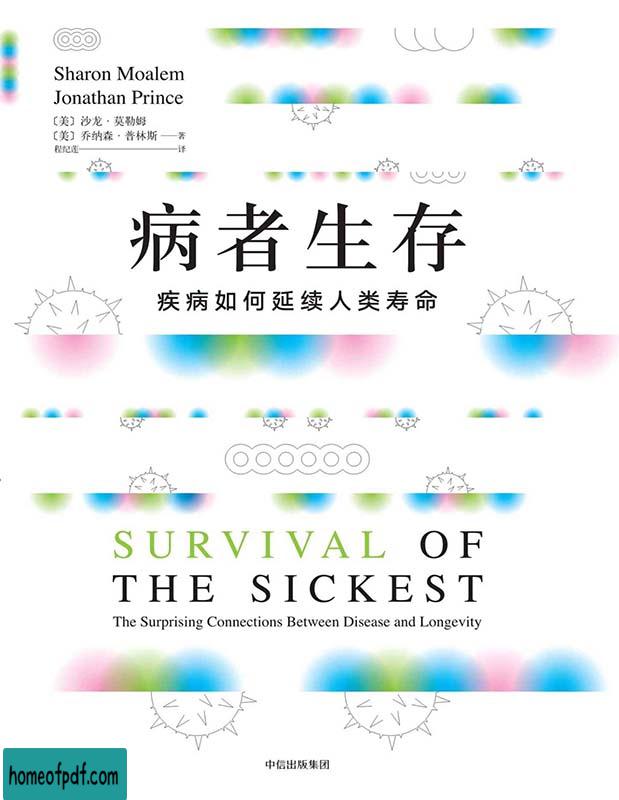 Sharon Moalem
Jonathan Prince
［美］沙龙·莫勒姆
［美］乔纳森·普林斯——著
程纪莲————————译
病者生存
疾病如何延续人类寿命
SURVIVAL OF
THE SICKEST
The Surprising Connections Between Disease and Longevity
中信出版集团
homeofpdf.com